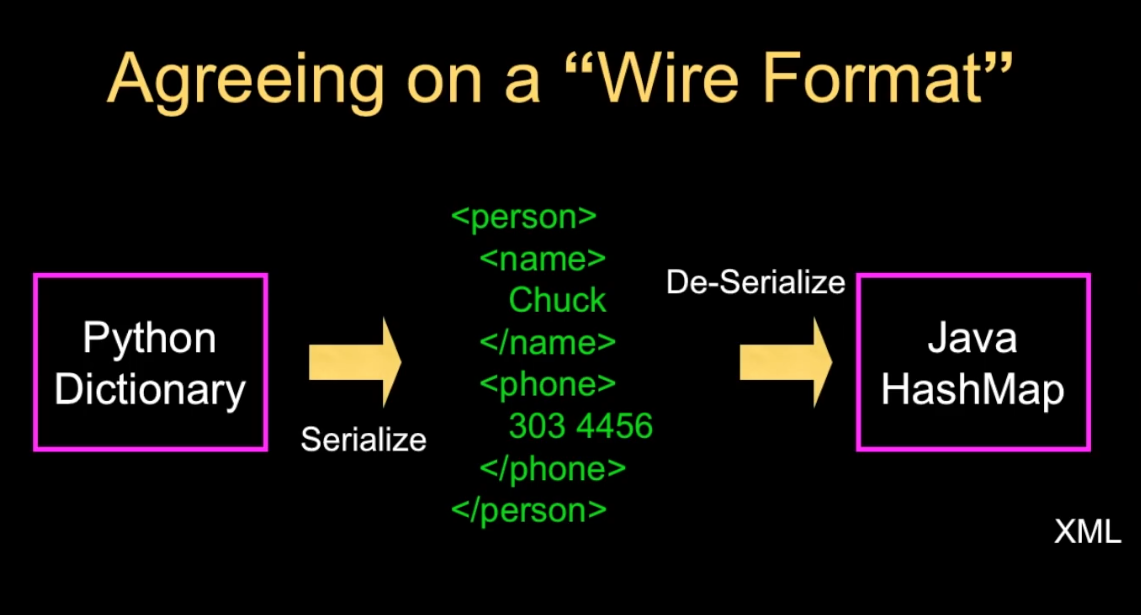 Agreeing on a “Wire Format”
Python
Dictionary
Serialize
<person>
<name>
Chuck
</name>
<phone>
303 4456
</phone>
</person>
De-Serialize
Java
HashMap
XML